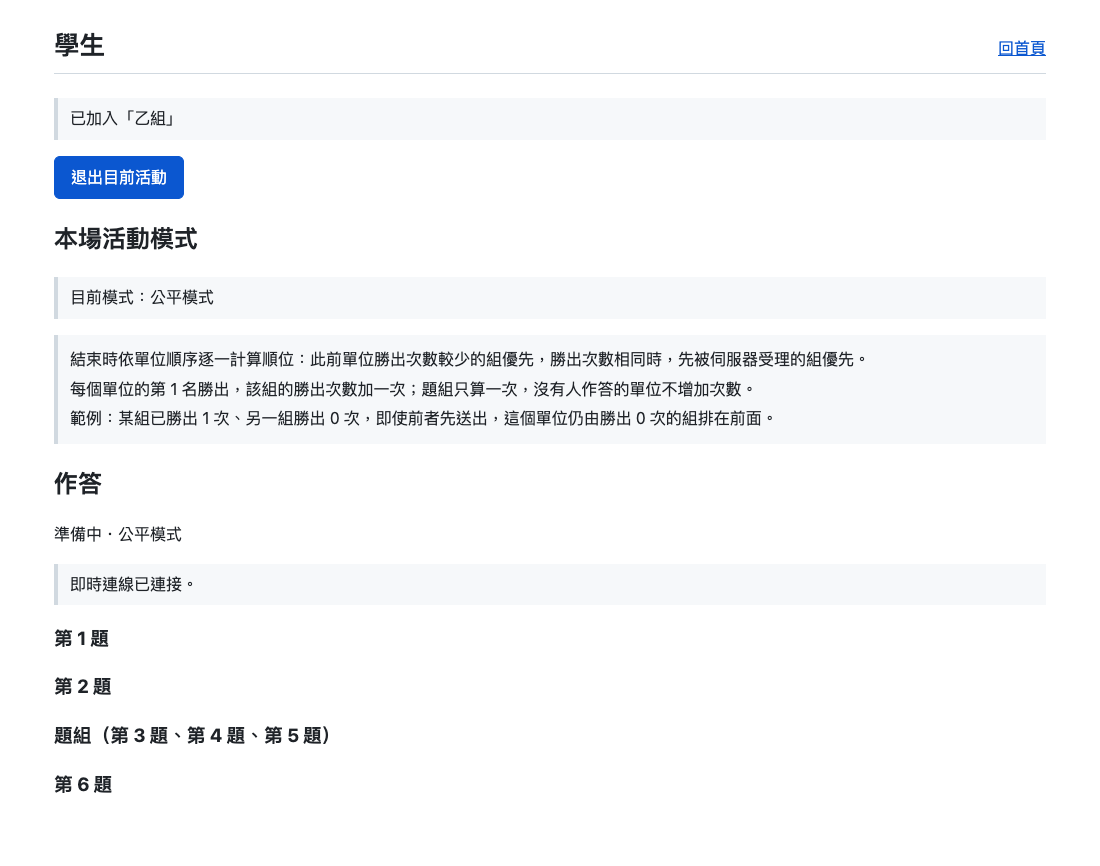 學生
回首頁
已加入「乙組」
退出目前活動
本場活動模式
目前模式：公平模式
結束時依單位順序逐一計算順位：此前單位勝出次數較少的組優先，勝出次數相同時，先被伺服器受理的組優先。
每個單位的第 1 名勝出，該組的勝出次數加一次；題組只算一次，沒有人作答的單位不增加次數。
範例：某組已勝出 1 次、另一組勝出 0 次，即使前者先送出，這個單位仍由勝出 0 次的組排在前面。
作答
準備中・公平模式
即時連線已連接。
第 1 題
第 2 題
題組（第 3 題、第 4 題、第 5 題）
第 6 題